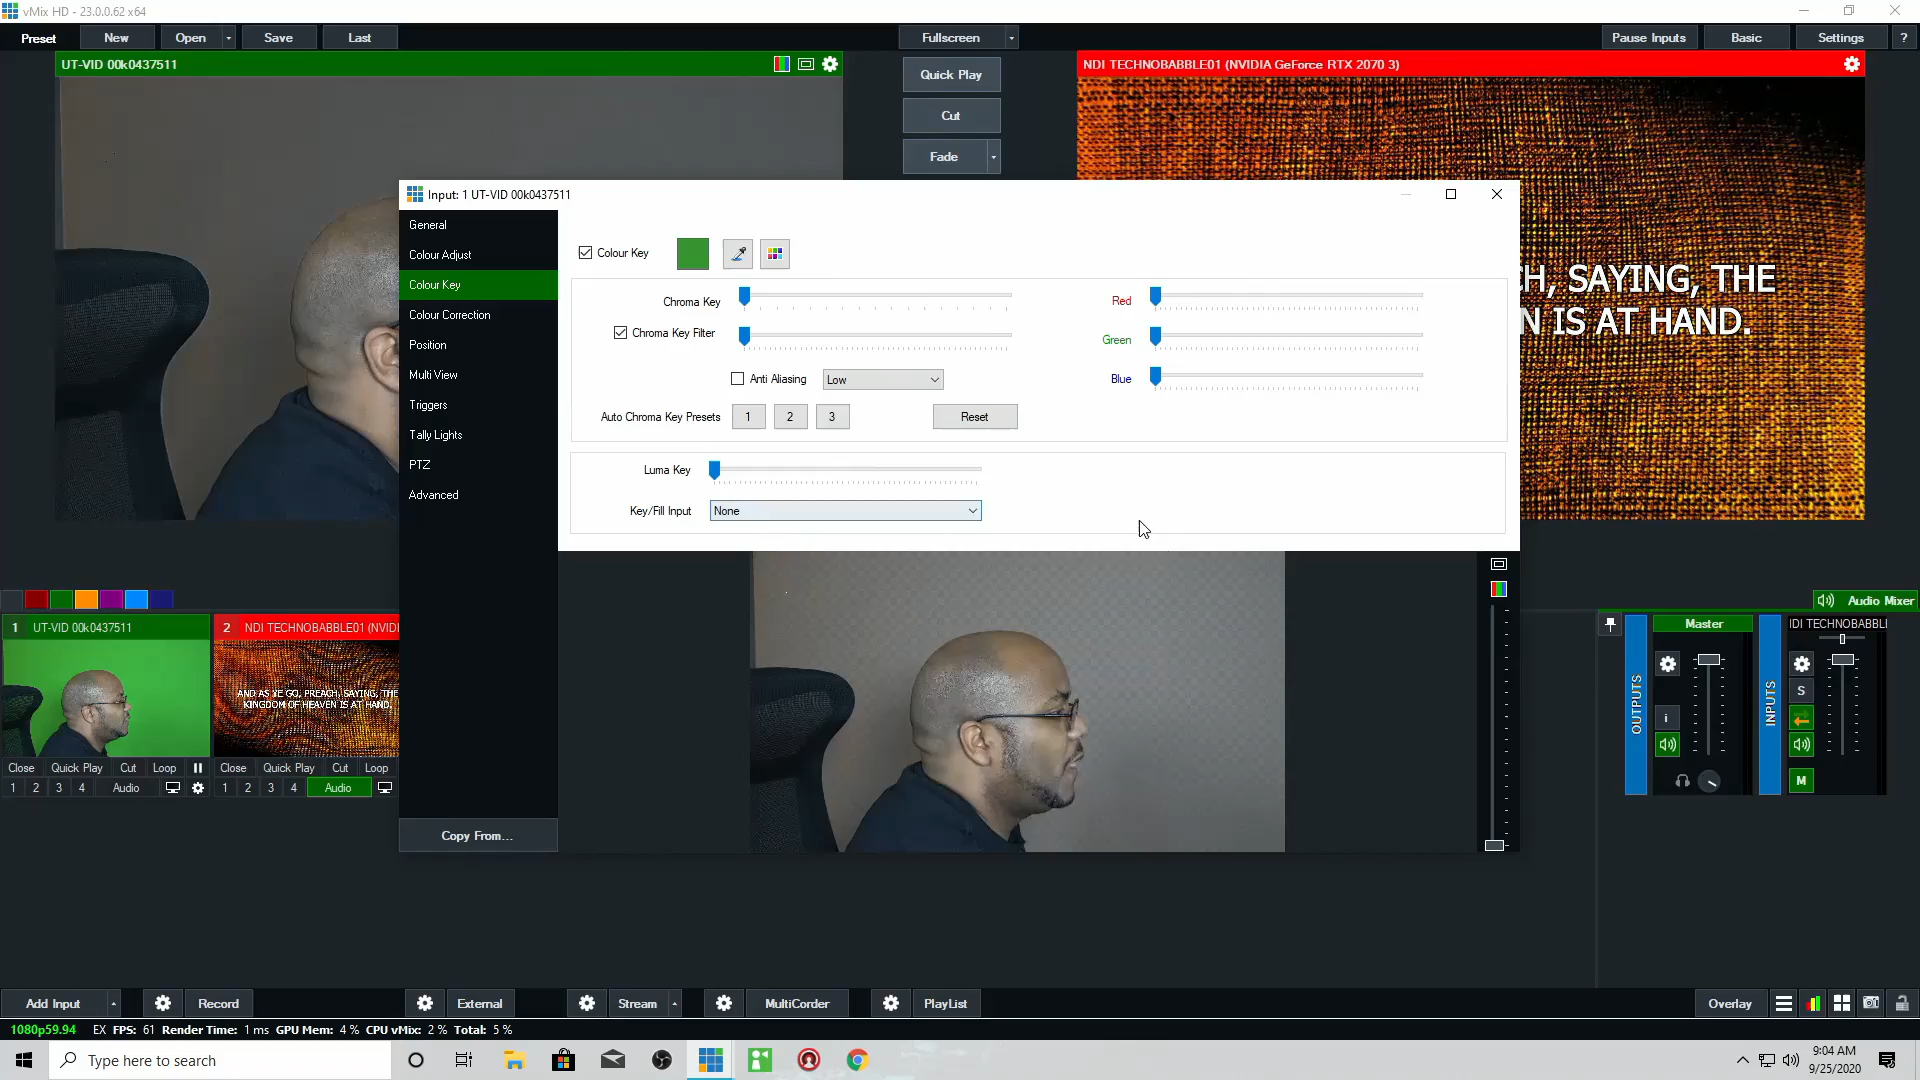 vMix HD - 23.0.0.62 x64
Preset
New
Open
Save
Last
Fullscreen
Pause Inputs
Basic
Settings
?
UT-VID 00k0437511
Quick Play
NDI TECHNOBABBLE01 (NVIDIA GeForce RTX 2070 3)
Cut
Fade
Input: 1 UT-VID 00k0437511
General
Colour Adjust
Colour Key
Colour Correction
Position
Multi View
Triggers
Tally Lights
PTZ
Advanced
Copy From...
Colour Key
Chroma Key
Chroma Key Filter
Anti Aliasing
Low
Auto Chroma Key Presets
1
2
3
Reset
Red
Green
Blue
Luma Key
Key/Fill Input
None
CH, SAYING, THE
N IS AT HAND.
1 UT-VID 00k0437511
2 NDI TECHNOBABBLE01 (NVIDI
AND AS YE GO, PREACH, SAYING, THE
KINGDOM OF HEAVEN IS AT HAND.
Close Quick Play Cut Loop
1 2 3 4 Audio
Close Quick Play Cut Loop
1 2 3 4 Audio
Audio Mixer
OUTPUTS
Master
i
INPUTS
IDI TECHNOBABBLI
S
M
Add Input
Record
External
Stream
MultiCorder
PlayList
Overlay
1080p59.94 EX FPS: 61 Render Time: 1 ms GPU Mem: 4 % CPU vMix: 2 % Total: 5 %
Type here to search
9:04 AM
9/25/2020